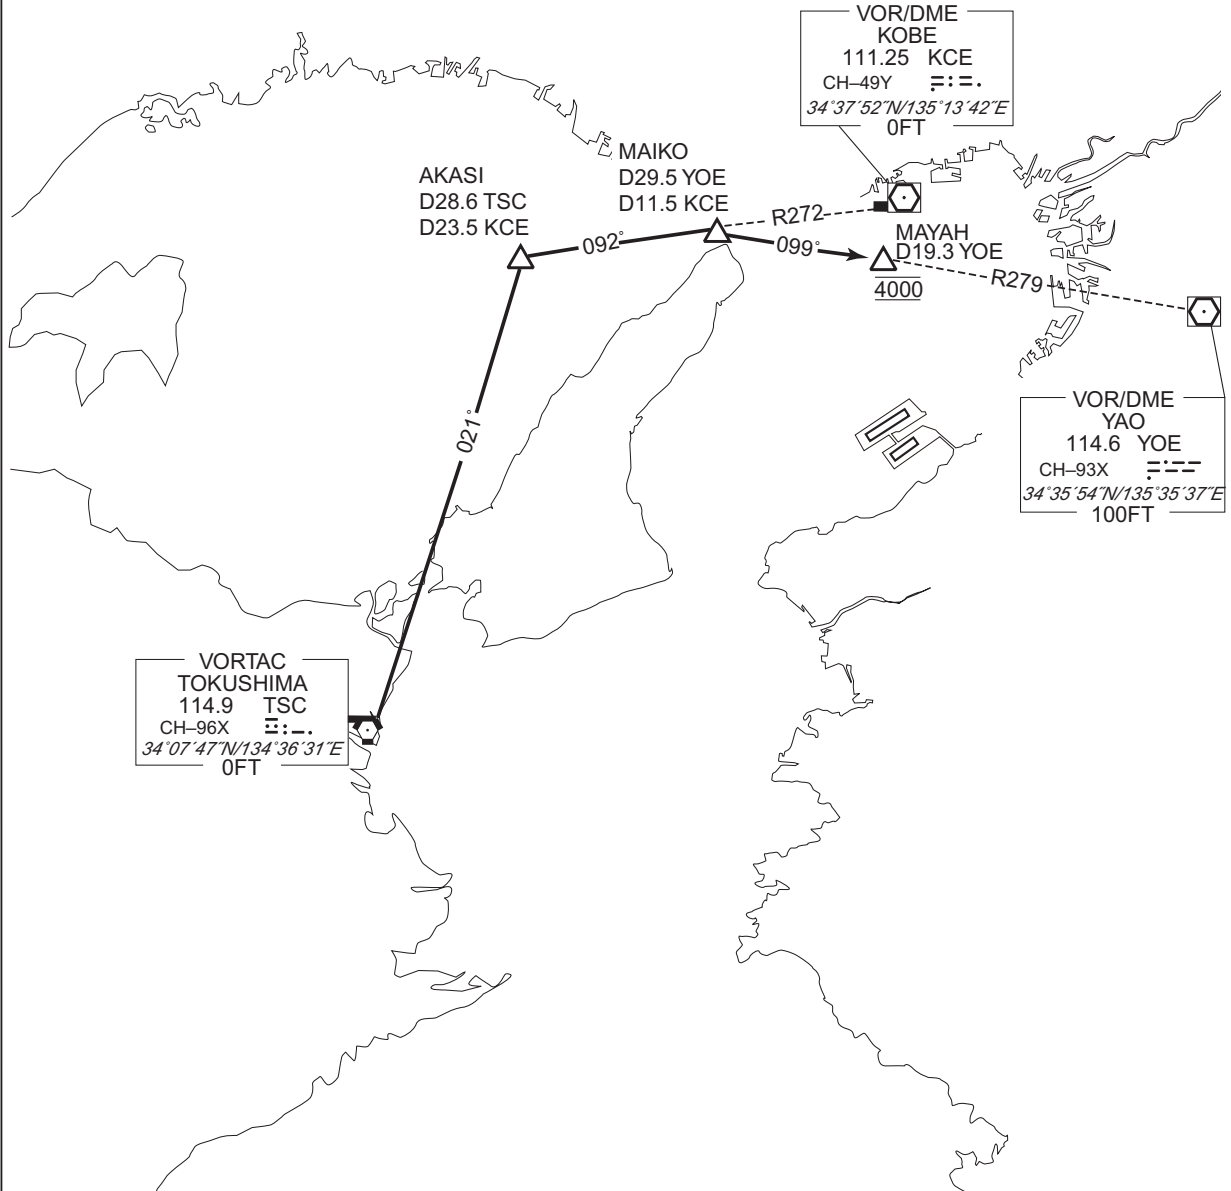 VOR/DME
KOBE
111.25 KCE
CH–49Y
34°37′52″N/135°13′42″E
0FT
MAIKO
D29.5 YOE
D11.5 KCE
AKASI
D28.6 TSC
D23.5 KCE
R272
092°
099°
MAYAH
D19.3 YOE
4000
R279
021°
VOR/DME
YAO
114.6 YOE
CH–93X
34°35′54″N/135°35′37″E
100FT
VORTAC
TOKUSHIMA
114.9 TSC
CH–96X
34°07′47″N/134°36′31″E
0FT